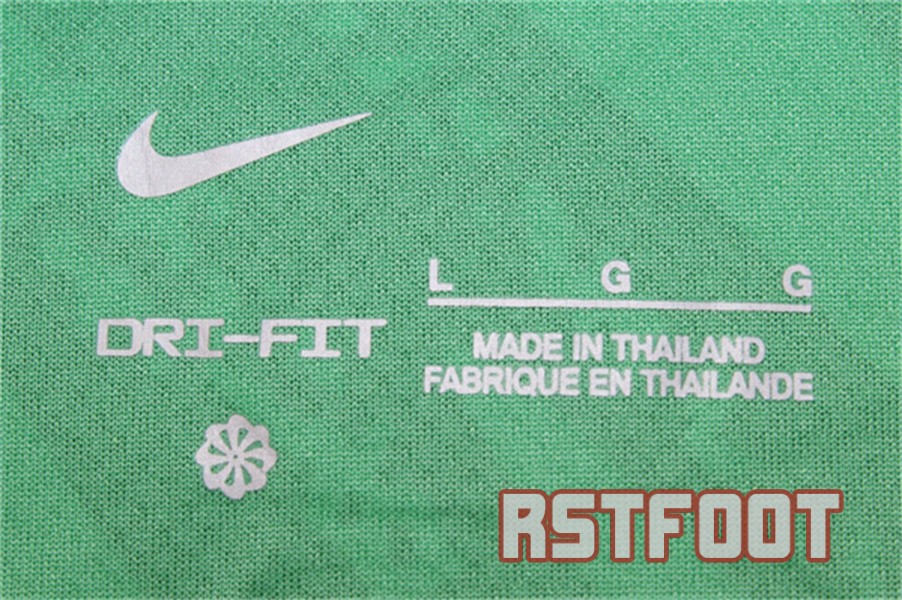 L G G
DRI-FIT
MADE IN THAILAND
FABRIQUE EN THAILANDE
RSTFOOT